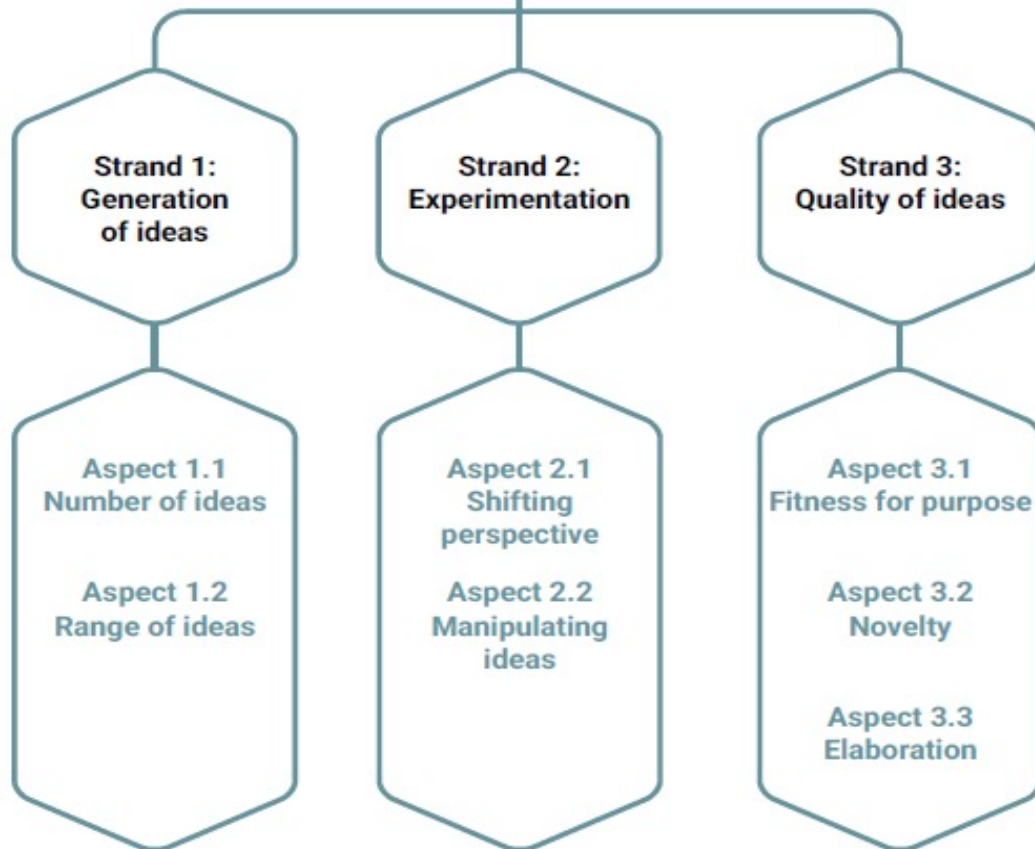 Strand 1:
Generation
of ideas
Strand 2:
Experimentation
Strand 3:
Quality of ideas
Aspect 1.1
Number of ideas
Aspect 1.2
Range of ideas
Aspect 2.1
Shifting
perspective
Aspect 2.2
Manipulating
ideas
Aspect 3.1
Fitness for purpose
Aspect 3.2
Novelty
Aspect 3.3
Elaboration